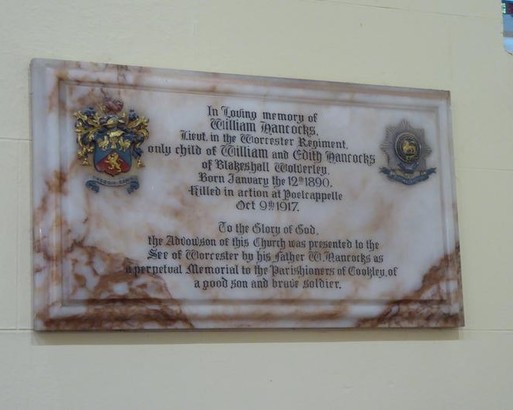 In Loving memory of
William Hancocks,
Lieut. in the Worcester Regiment,
only child of William and Edith Hancocks
of Blakeshall Wolverley.
Born January the 12th 1890.
Killed in action at Poelcappelle
Oct 9th 1917.
To the Glory of God,
the Advowson of this Church was presented to the
See of Worcester by his father W. Hancocks as
a perpetual Memorial to the Parishioners of Cookley, of
a good son and brave soldier.